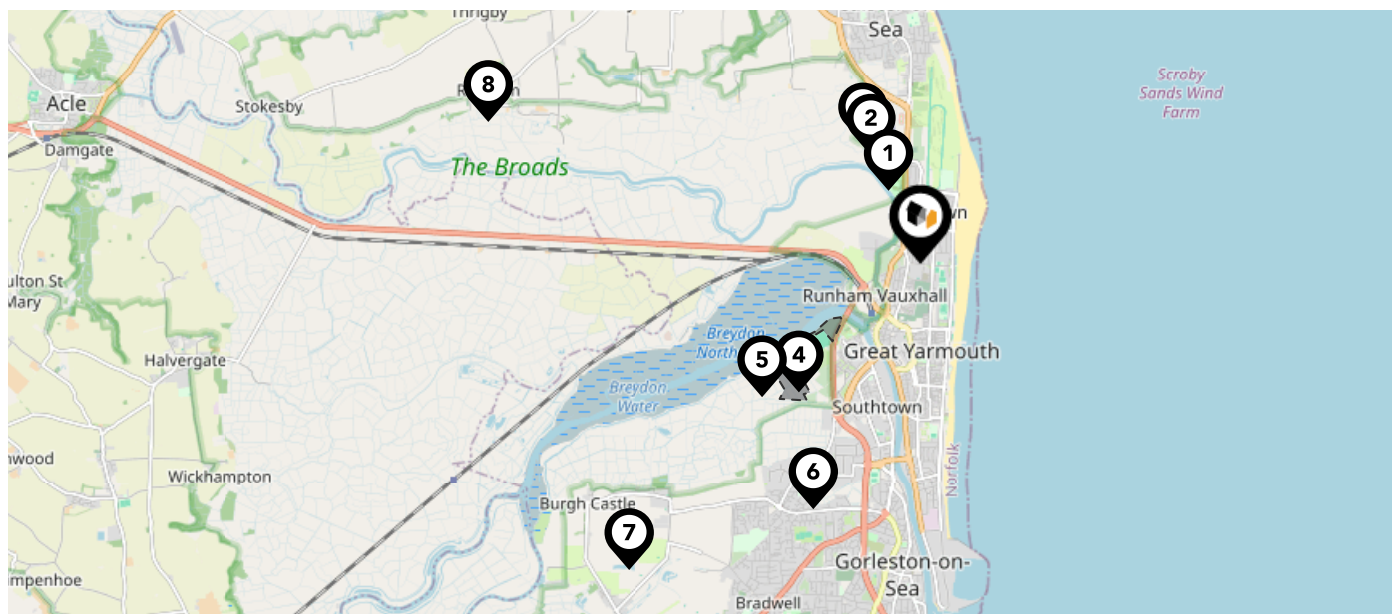 Thrigby
Sea
Scroby
Sands Wind
Farm
8
Acle
Stokesby
2
Damgate
1
The Broads
ulton St
Mary
Runham Vauxhall
Breydon
Great Yarmouth
5
4
Halvergate
Breydon
Water
Southtown
nwood
Wickhampton
6
Norfolk
Burgh Castle
7
Gorleston-on-
Sea
mpenhoe
Bradwell